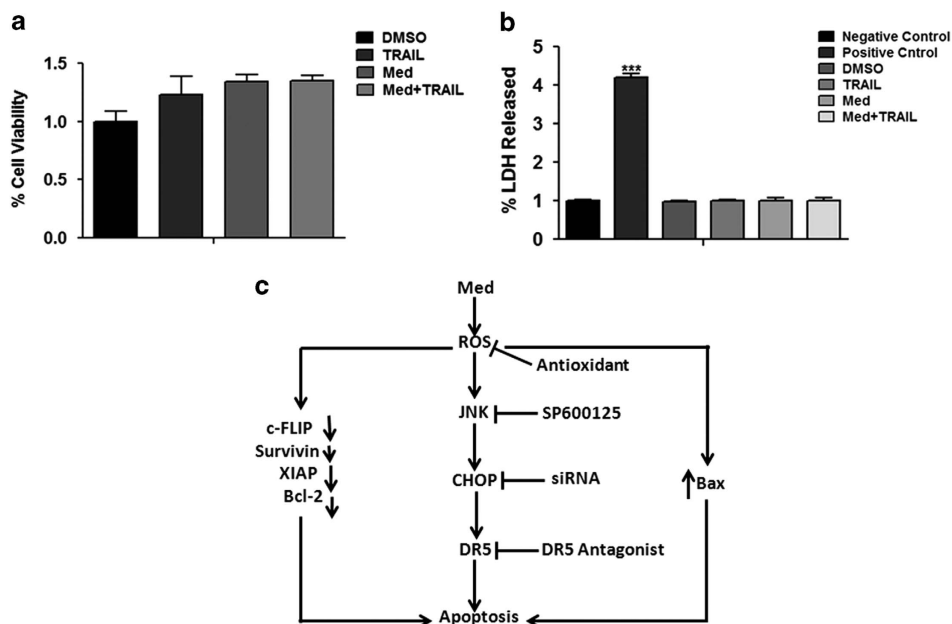 a
% Cell Viability
1.5
1.0
0.5
0.0
DMSO
TRAIL
Med
Med+TRAIL
b
% LDH Released
5
4
3
2
1
0
***
Negative Control
Positive Cntrol
DMSO
TRAIL
Med
Med+TRAIL
c
Med
ROS
Antioxidant
JNK
SP600125
c-FLIP
Survivin
XIAP
Bcl-2
CHOP
siRNA
Bax
DR5
DR5 Antagonist
Apoptosis